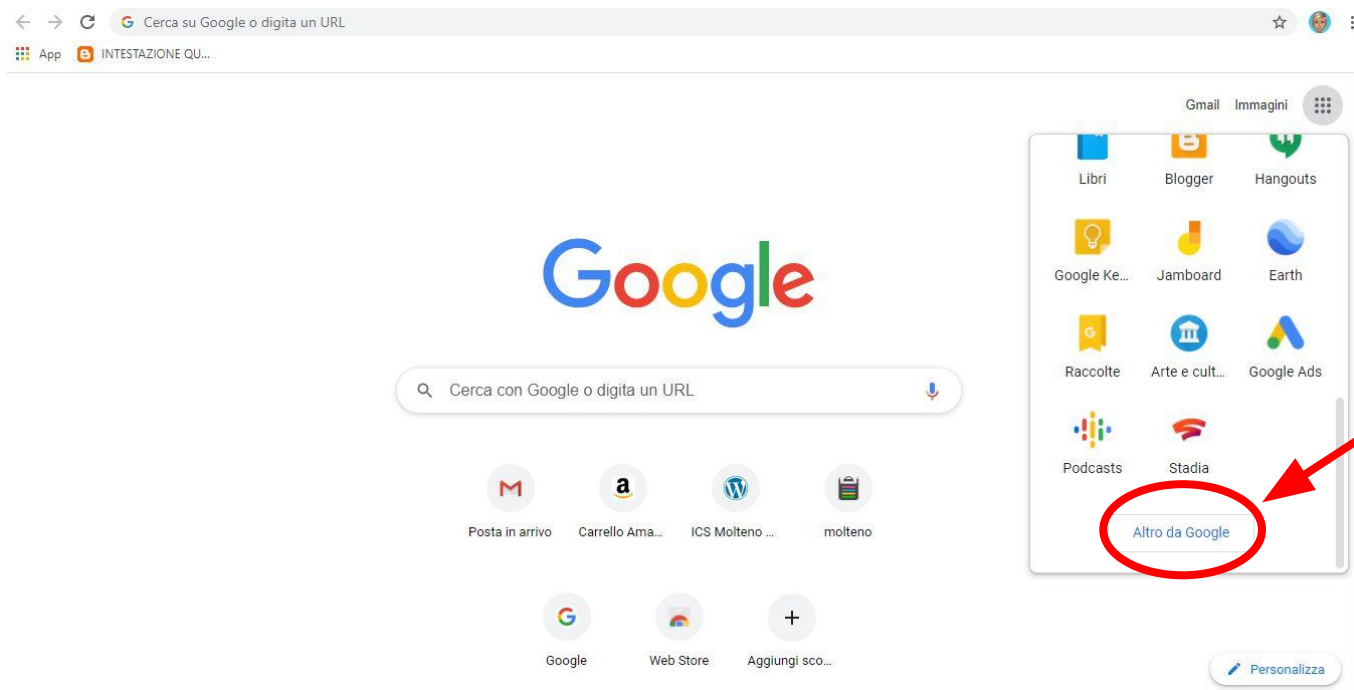 Cerca su Google o digita un URL
App INTESTAZIONE QU...
Gmail Immagini
Libri Blogger Hangouts
Google Ke... Jamboard Earth
Raccolte Arte e cult... Google Ads
Podcasts Stadia
Altro da Google
Google
Cerca con Google o digita un URL
Posta in arrivo Carrello Ama... ICS Molteno ... molteno
Google Web Store Aggiungi sco...
Personalizza